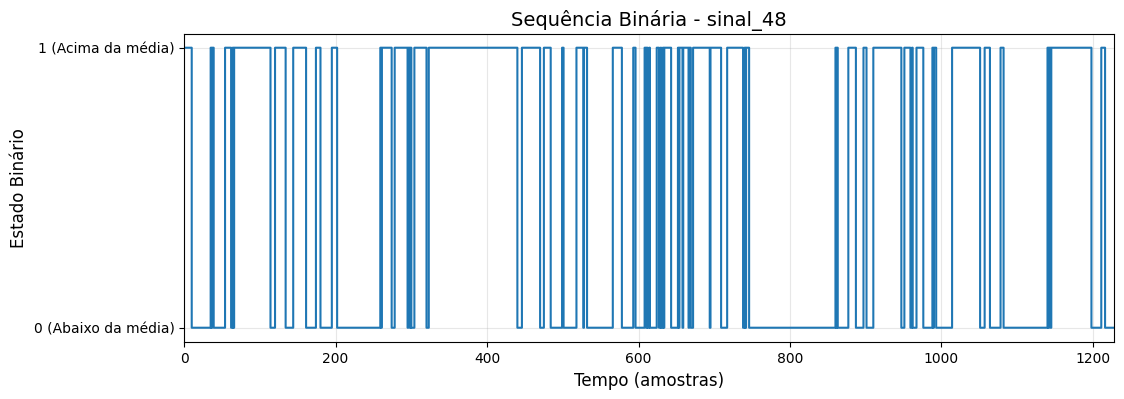 Sequência Binária - sinal_48
Estado Binário
1 (Acima da média)
0 (Abaixo da média)
0 200 400 600 800 1000 1200
Tempo (amostras)